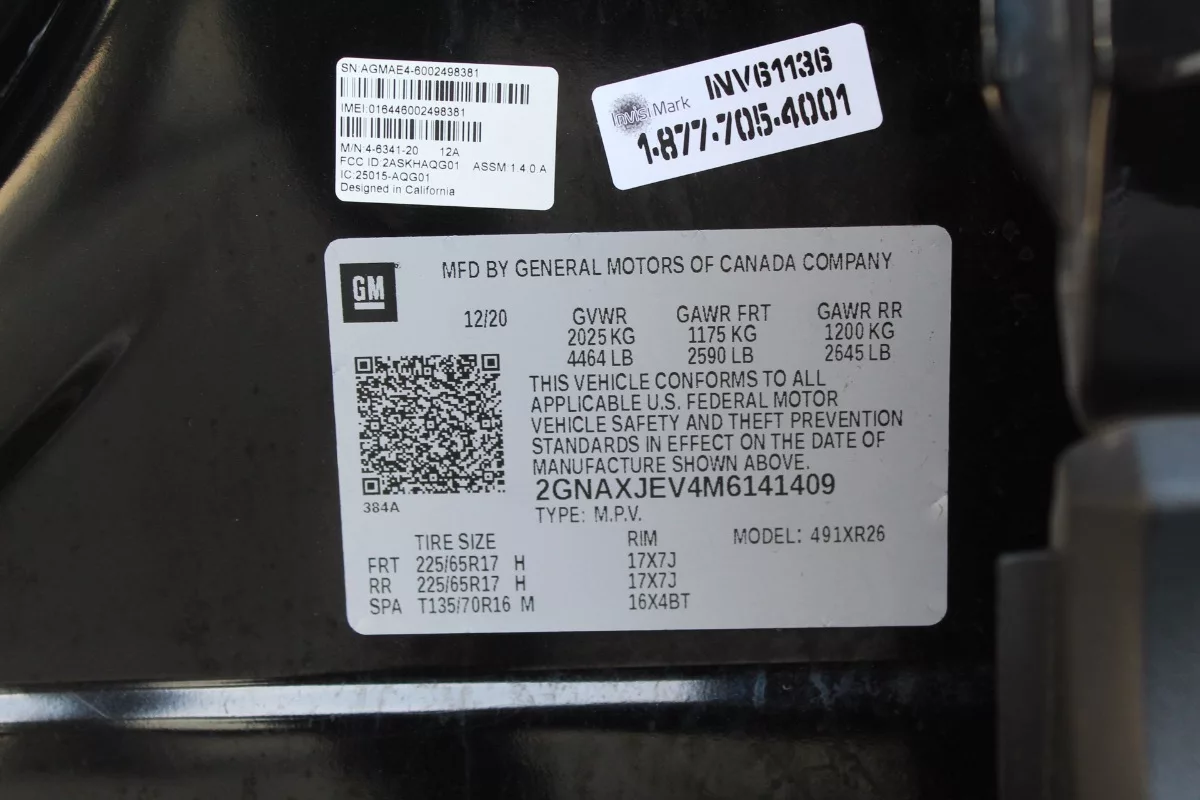 SN:AGMAE4-6002498381
IMEI:016446002498381
M/N:4-6341-20 12A
FCC ID:2ASKHAQG01 ASSM 1.4.0.A
IC:25015-AQG01
Designed in California
InvisiMark INV61136
1-877-705-4001
GM
MFD BY GENERAL MOTORS OF CANADA COMPANY
12/20 GVWR GAWR FRT GAWR RR
2025 KG 1175 KG 1200 KG
4464 LB 2590 LB 2645 LB
THIS VEHICLE CONFORMS TO ALL
APPLICABLE U.S. FEDERAL MOTOR
VEHICLE SAFETY AND THEFT PREVENTION
STANDARDS IN EFFECT ON THE DATE OF
MANUFACTURE SHOWN ABOVE.
2GNAXJEV4M6141409
384A
TYPE: M.P.V.
TIRE SIZE RIM MODEL: 491XR26
FRT 225/65R17 H 17X7J
RR 225/65R17 H 17X7J
SPA T135/70R16 M 16X4BT